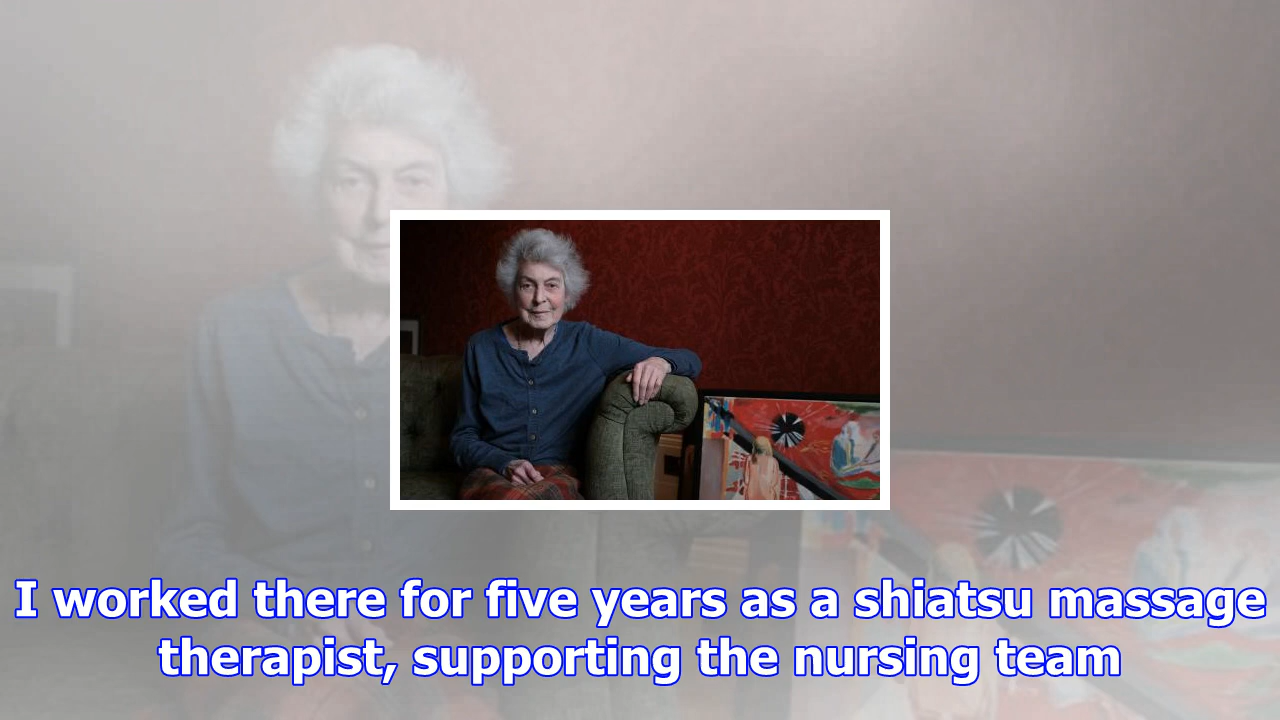 I worked there for five years as a shiatsu massage
therapist, supporting the nursing team